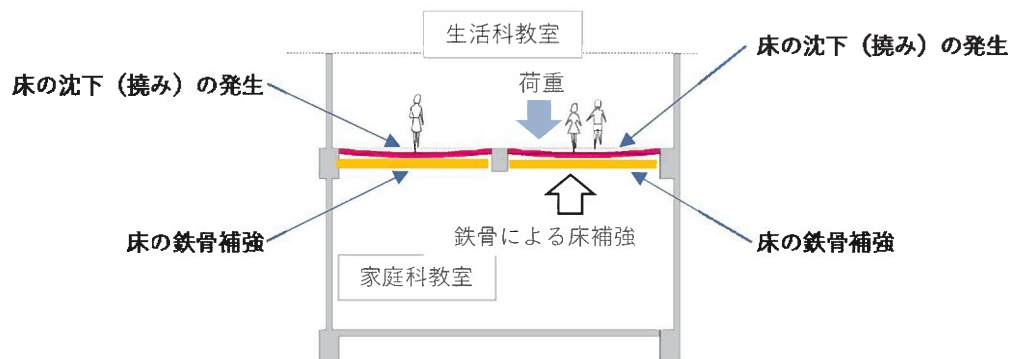 生活科教室
床の沈下（撓み）の発生
床の沈下（撓み）の発生
荷重
床の鉄骨補強
鉄骨による床補強
床の鉄骨補強
家庭科教室